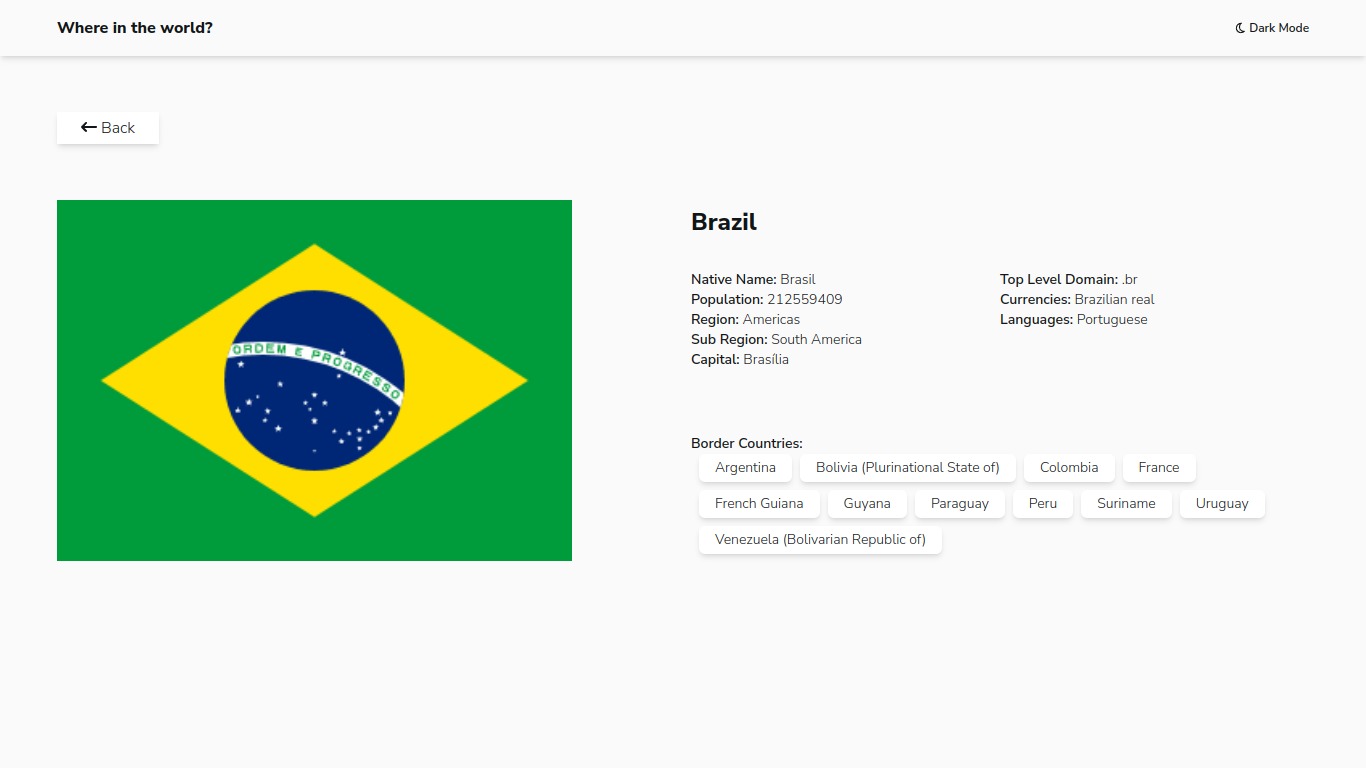 Where in the world?
Dark Mode
Back
ORDEM E PROGRESSO
Brazil
Native Name: Brasil
Population: 212559409
Region: Americas
Sub Region: South America
Capital: Brasília
Top Level Domain: .br
Currencies: Brazilian real
Languages: Portuguese
Border Countries:
Argentina
Bolivia (Plurinational State of)
Colombia
France
French Guiana
Guyana
Paraguay
Peru
Suriname
Uruguay
Venezuela (Bolivarian Republic of)